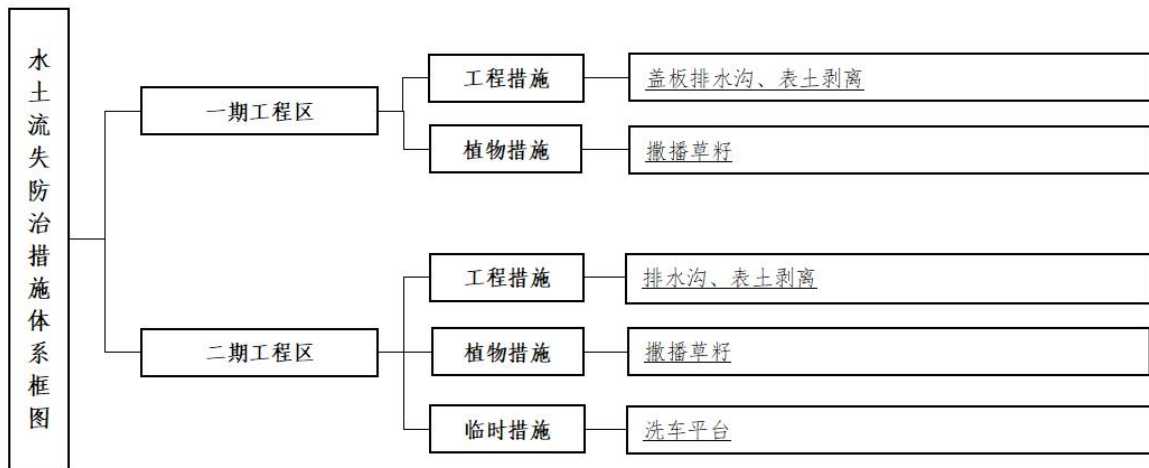 水土流失防治措施体系框图
一期工程区
工程措施
盖板排水沟、表土剥离
植物措施
撒播草籽
二期工程区
工程措施
排水沟、表土剥离
植物措施
撒播草籽
临时措施
洗车平台